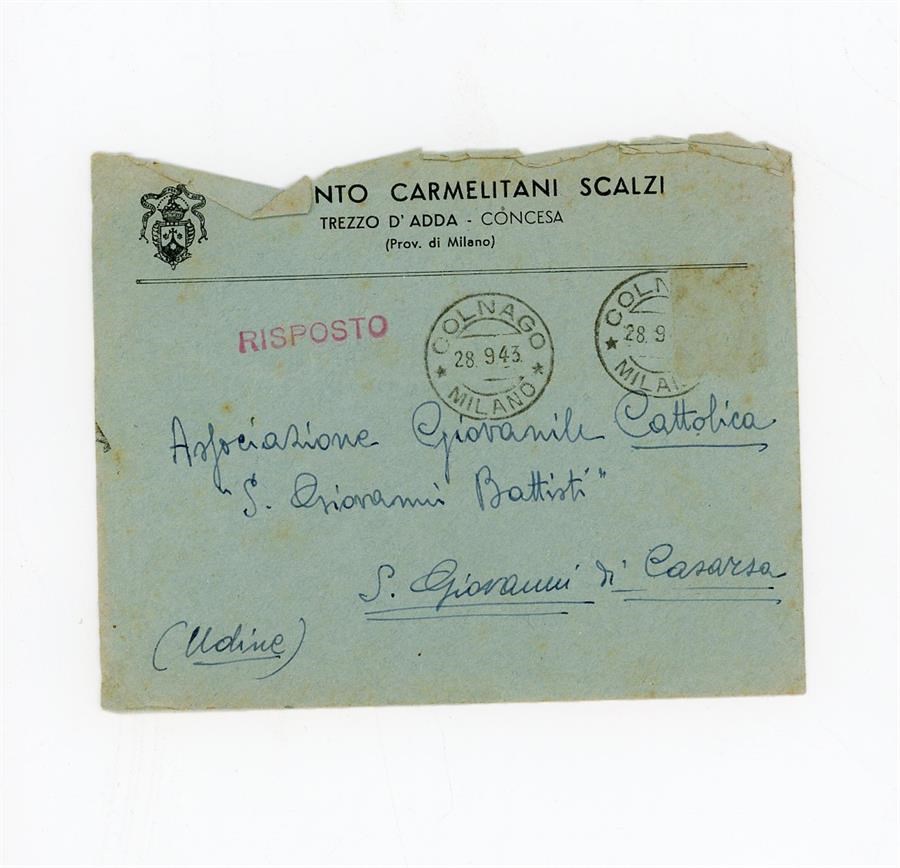 NTO CARMELITANI SCALZI
TREZZO D' ADDA - CONCESA
(Prov. di Milano)
RISPOSTO
COLNAGO
28. 9.43.
MILANO
COLN
28. 9
MILA
Associazione Giovanile Cattolica
"S. Giovanni Battisti"
S. Giovanni di Casarsa
(Udine)